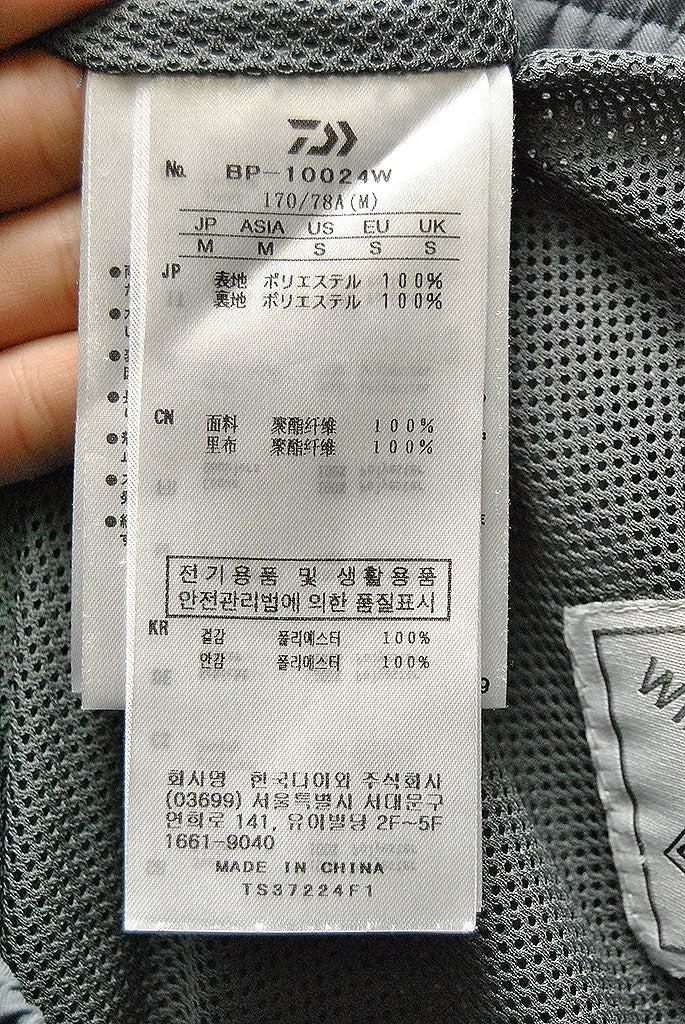 No. BP-10024W
170/78A(M)
JP ASIA US EU UK
M M S S S
JP
表地 ポリエステル 100%
裏地 ポリエステル 100%
CN
面料 聚酯纤维 100%
里布 聚酯纤维 100%
전기용품 및 생활용품
안전관리법에 의한 품질표시
KR
겉감 폴리에스터 100%
안감 폴리에스터 100%
회사명 한국다이와 주식회사
(03699) 서울특별시 서대문구
연희로 141, 유이빌딩 2F~5F
1661-9040
MADE IN CHINA
TS37224F1